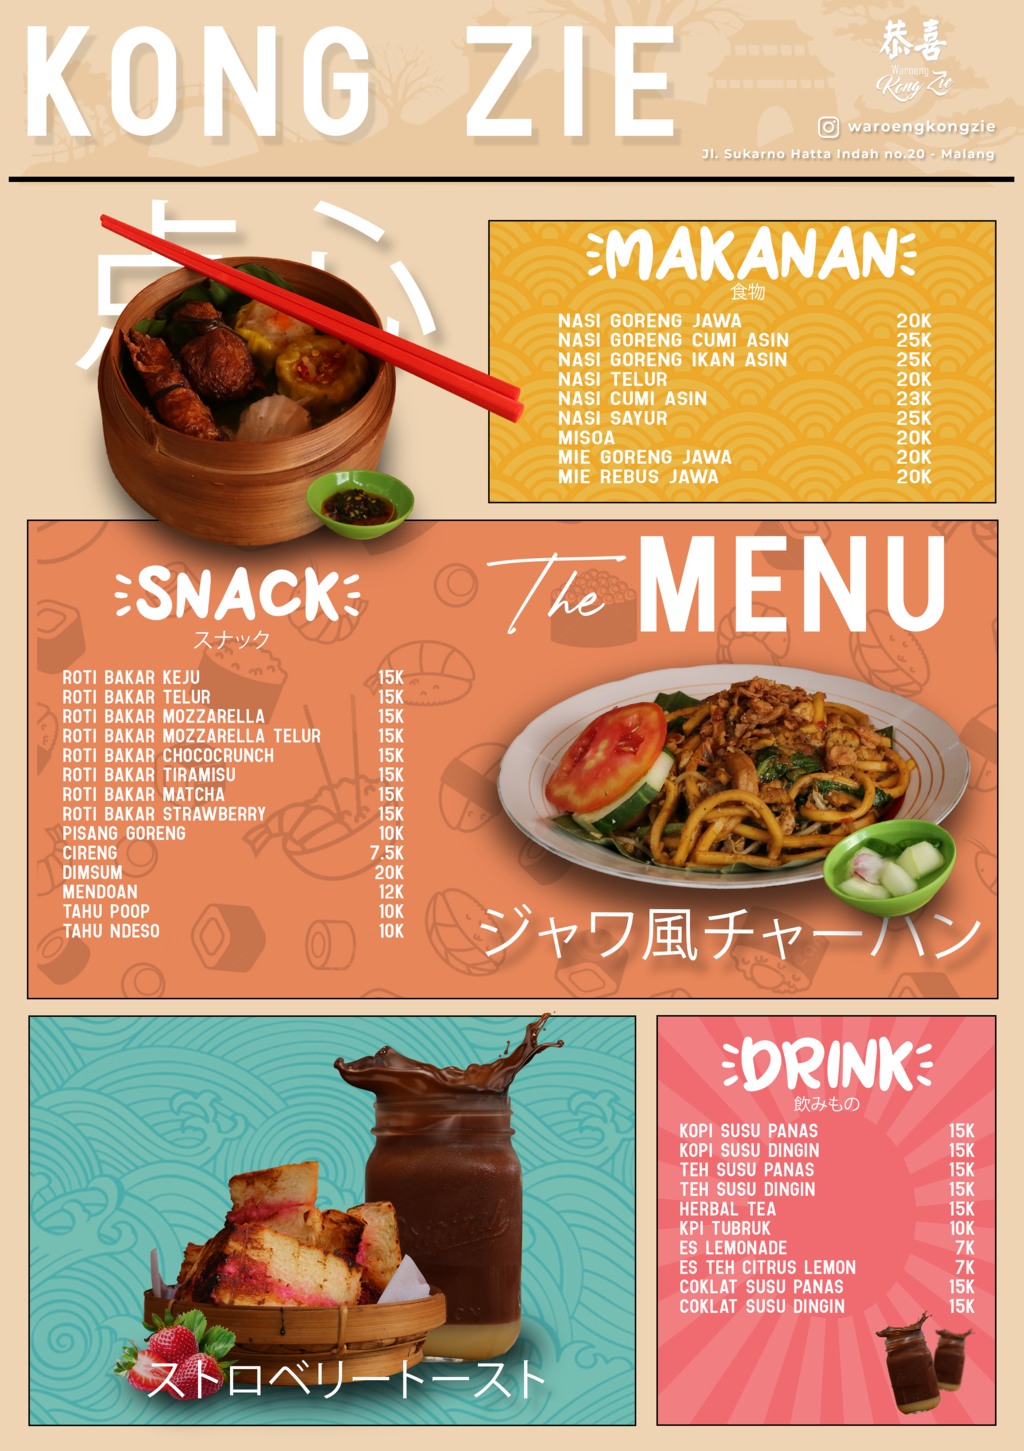 KONG ZIE
恭喜
Waroeng
Kong Zie
waroengkongzie
Jl. Sukarno Hatta Indah no.20 - Malang
点心
MAKANAN
食物
NASI GORENG JAWA 20K
NASI GORENG CUMI ASIN 25K
NASI GORENG IKAN ASIN 25K
NASI TELUR 20K
NASI CUMI ASIN 23K
NASI SAYUR 25K
MISOA 20K
MIE GORENG JAWA 20K
MIE REBUS JAWA 20K
The MENU
SNACK
スナック
ROTI BAKAR KEJU 15K
ROTI BAKAR TELUR 15K
ROTI BAKAR MOZZARELLA 15K
ROTI BAKAR MOZZARELLA TELUR 15K
ROTI BAKAR CHOCOCRUNCH 15K
ROTI BAKAR TIRAMISU 15K
ROTI BAKAR MATCHA 15K
ROTI BAKAR STRAWBERRY 15K
PISANG GORENG 10K
CIRENG 7.5K
DIMSUM 20K
MENDOAN 12K
TAHU POOP 10K
TAHU NDESO 10K
ジャワ風チャーハン
ストロベリートースト
DRINK
飲みもの
KOPI SUSU PANAS 15K
KOPI SUSU DINGIN 15K
TEH SUSU PANAS 15K
TEH SUSU DINGIN 15K
HERBAL TEA 15K
KPI TUBRUK 10K
ES LEMONADE 7K
ES TEH CITRUS LEMON 7K
COKLAT SUSU PANAS 15K
COKLAT SUSU DINGIN 15K